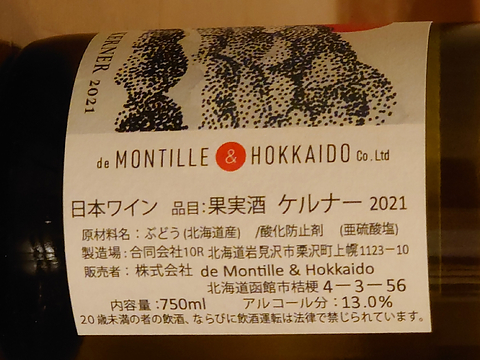 KERNER 2021
de MONTILLE & HOKKAIDO Co.,Ltd
日本ワイン 品目:果実酒 ケルナー 2021
原材料名:ぶどう(北海道産) /酸化防止剤 (亜硫酸塩)
製造場:合同会社10R 北海道岩見沢市栗沢町上幌1123-10
販売者: 株式会社 de Montille & Hokkaido
北海道函館市桔梗 4-3-56
内容量:750ml アルコール分:13.0%
20歳未満の者の飲酒、ならびに飲酒運転は法律で禁じられています。